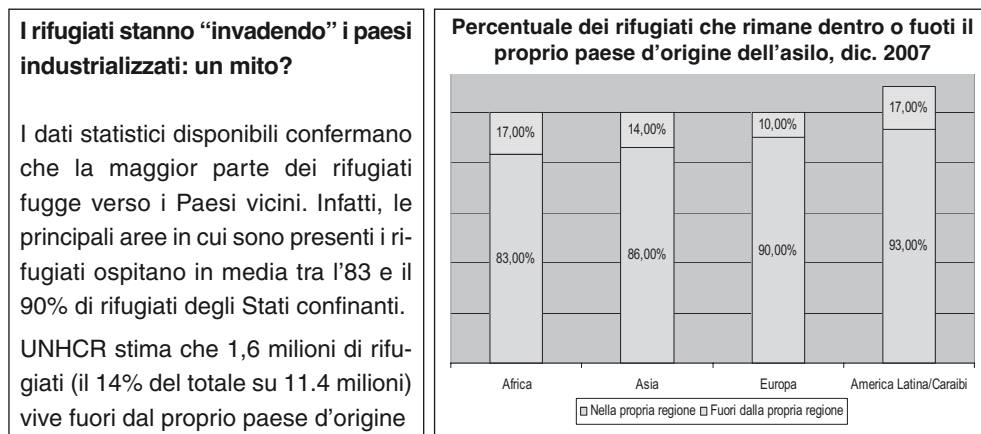 I rifugiati stanno “invadendo” i paesi
industrializzati: un mito?
I dati statistici disponibili confermano
che la maggior parte dei rifugiati
fugge verso i Paesi vicini. Infatti, le
principali aree in cui sono presenti i ri-
fugiati ospitano in media tra l’83 e il
90% di rifugiati degli Stati confinanti.
UNHCR stima che 1,6 milioni di rifu-
giati (il 14% del totale su 11.4 milioni)
vive fuori dal proprio paese d’origine
Percentuale dei rifugiati che rimane dentro o fuoti il
proprio paese d’origine dell’asilo, dic. 2007
17,00%
14,00%
10,00%
17,00%
83,00%
86,00%
90,00%
93,00%
Africa
Asia
Europa
America Latina/Caraibi
Nella propria regione Fuori dalla propria regione